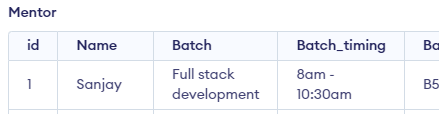 Mentor
id Name Batch Batch_timing Ba
1 Sanjay Full stack development 8am - 10:30am B5